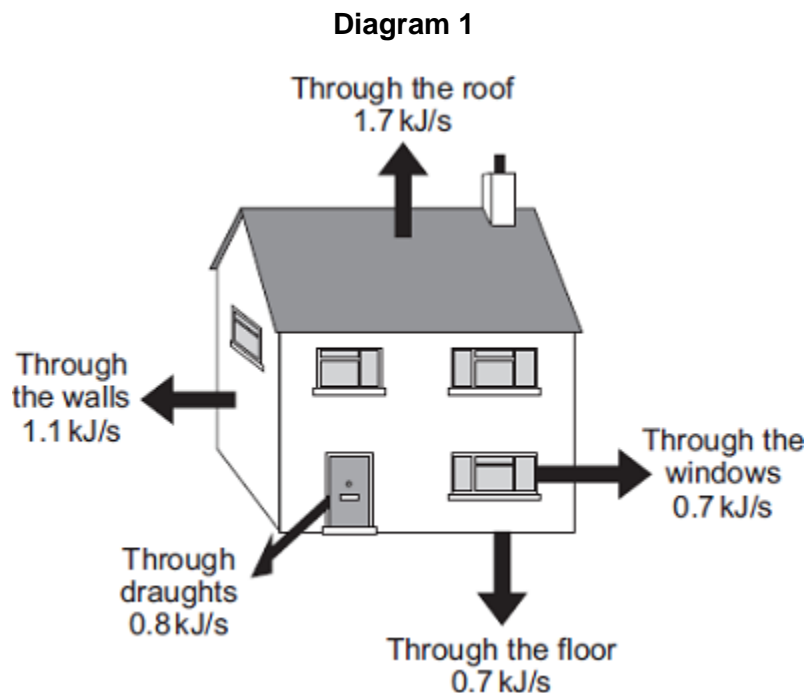 Diagram 1
Through the roof
1.7 kJ/s
Through
the walls
1.1 kJ/s
Through the
windows
0.7 kJ/s
Through
draughts
0.8 kJ/s
Through the floor
0.7 kJ/s